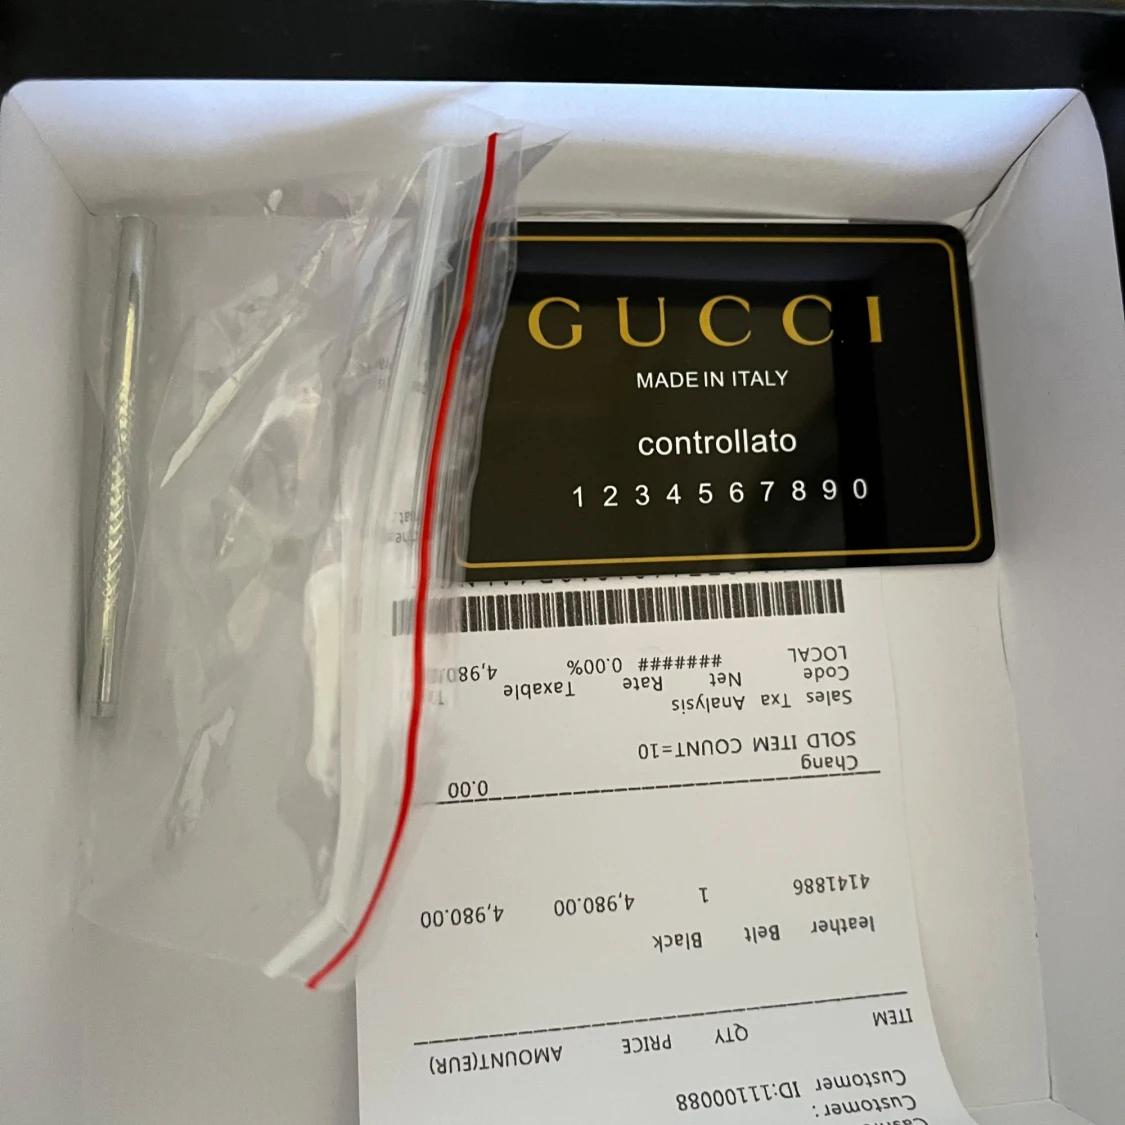 GUCCI
MADE IN ITALY
controllato
1 2 3 4 5 6 7 8 9 0
Customer :
Customer ID:11100088
ITEM QTY PRICE AMOUNT(EUR)
leather Belt Black
4141886 1 4,980.00 4,980.00
Chang 0.00
SOLD ITEM COUNT=10
Sales Txa Analysis
Code Net Rate Taxable
LOCAL ####### 0.00% 4,980.